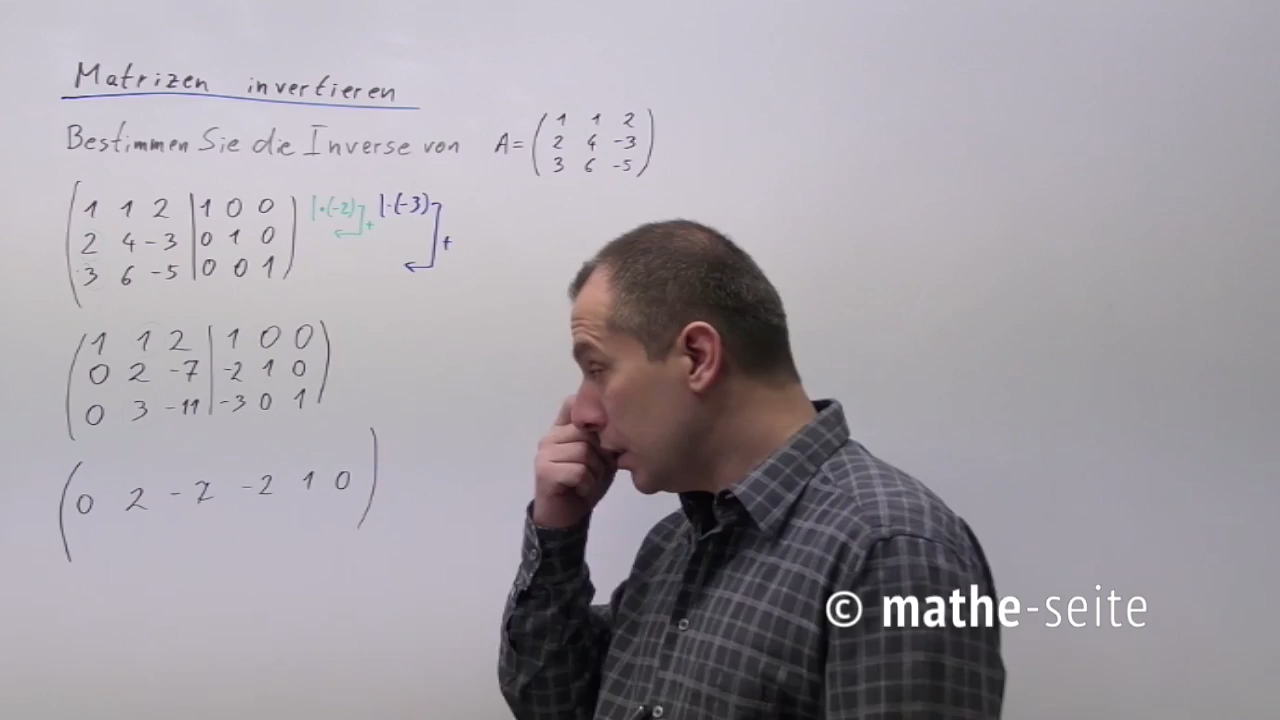 Matrizen invertieren
Bestimmen Sie die Inverse von A = ( 1 1 2
2 4 -3
3 6 -5 )
( 1 1 2 | 1 0 0 ) |·(-2) + |·(-3)
2 4 -3 | 0 1 0 +
3 6 -5 | 0 0 1
( 1 1 2 | 1 0 0 )
0 2 -7 | -2 1 0
0 3 -11 | -3 0 1
( 0 2 -7 -2 1 0 )
© mathe-seite